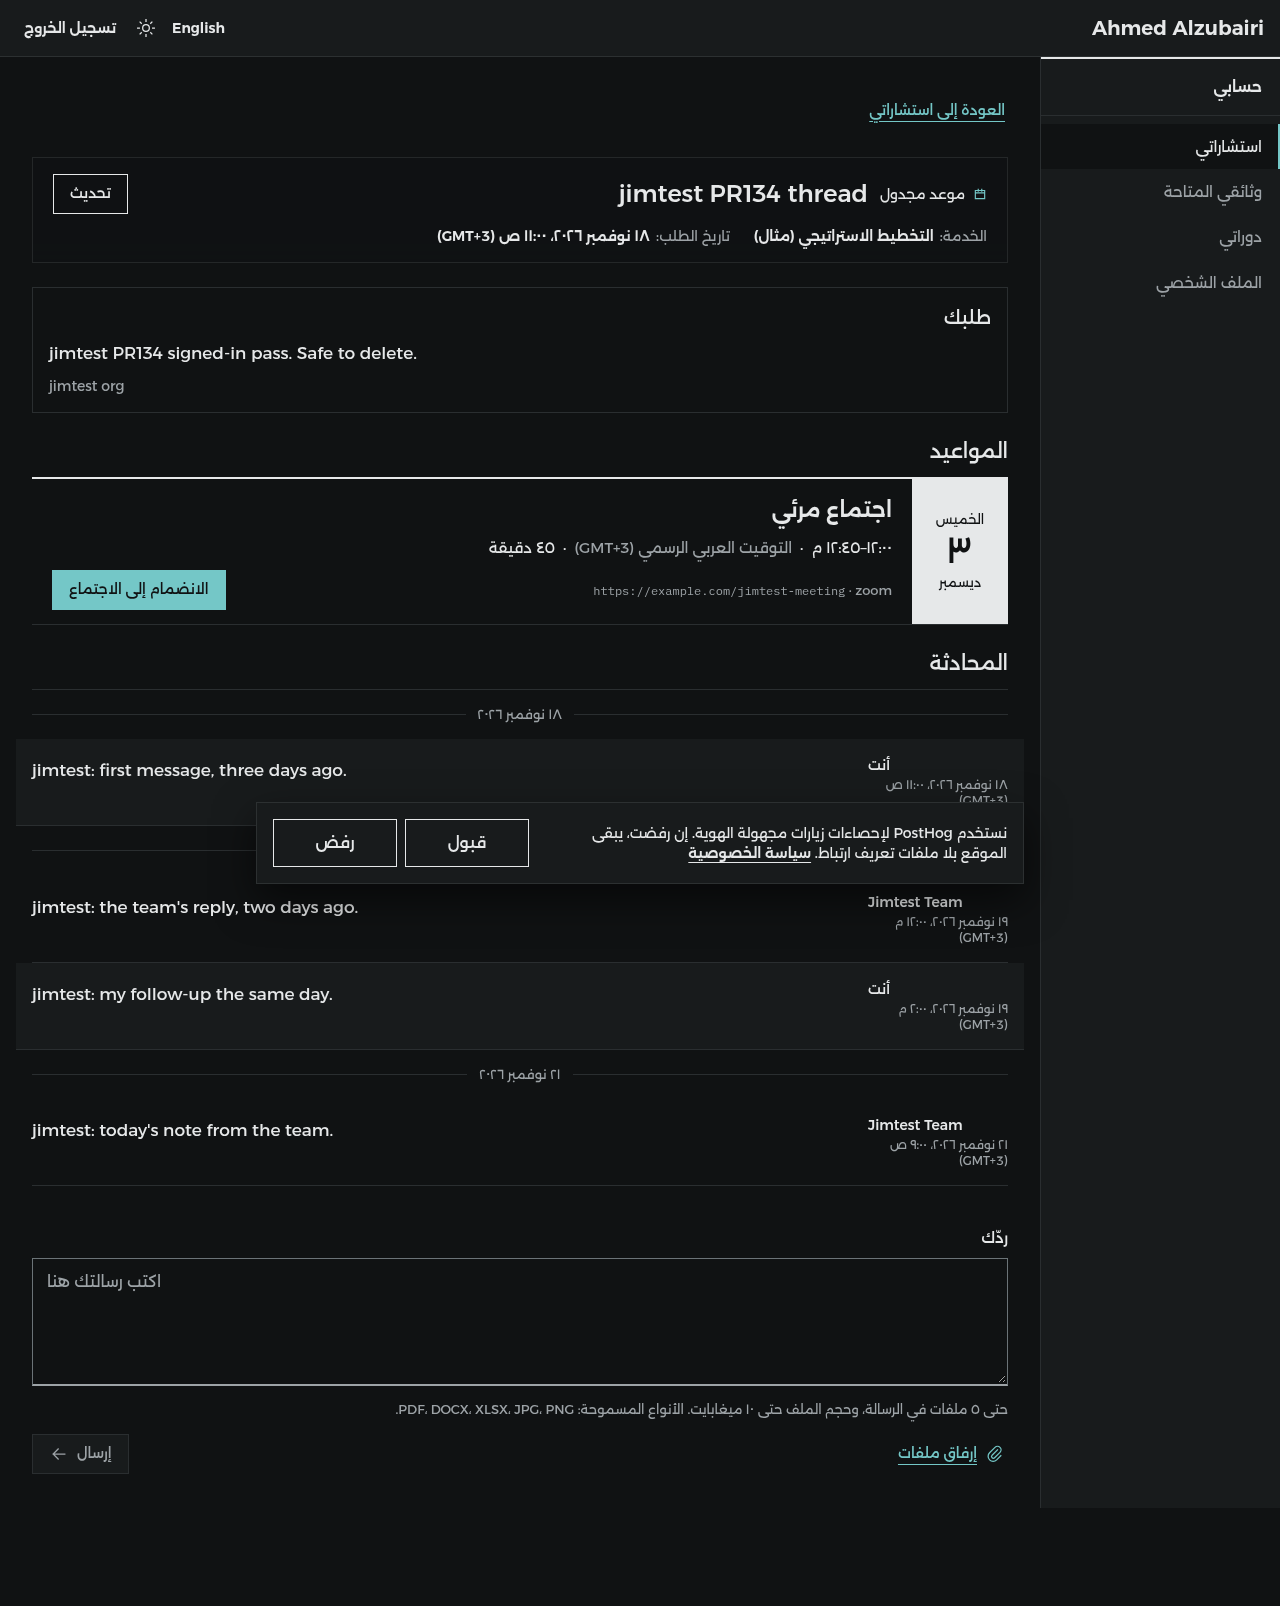 Ahmed Alzubairi
English
تسجيل الخروج
حسابي
استشاراتي
وثائقي المتاحة
دوراتي
الملف الشخصي
العودة إلى استشاراتي
موعد مجدول jimtest PR134 thread
تحديث
الخدمة: التخطيط الاستراتيجي (مثال) تاريخ الطلب: ١٨ نوفمبر ٢٠٢٦، ١١:٠٠ ص (GMT+3)
طلبك
jimtest PR134 signed-in pass. Safe to delete.
jimtest org
المواعيد
الخميس
٣
ديسمبر
اجتماع مرئي
١٢:٠٠–١٢:٤٥ م · التوقيت العربي الرسمي (GMT+3) · ٤٥ دقيقة
zoom · https://example.com/jimtest-meeting
الانضمام إلى الاجتماع
المحادثة
١٨ نوفمبر ٢٠٢٦
أنت
١٨ نوفمبر ٢٠٢٦، ١١:٠٠ ص
(GMT+3)
jimtest: first message, three days ago.
نستخدم PostHog لإحصاءات زيارات مجهولة الهوية. إن رفضت، يبقى
الموقع بلا ملفات تعريف ارتباط. سياسة الخصوصية
قبول
رفض
Jimtest Team
١٩ نوفمبر ٢٠٢٦، ١٢:٠٠ م
(GMT+3)
jimtest: the team's reply, two days ago.
أنت
١٩ نوفمبر ٢٠٢٦، ٢:٠٠ م
(GMT+3)
jimtest: my follow-up the same day.
٢١ نوفمبر ٢٠٢٦
Jimtest Team
٢١ نوفمبر ٢٠٢٦، ٩:٠٠ ص
(GMT+3)
jimtest: today's note from the team.
ردّك
اكتب رسالتك هنا
حتى ٥ ملفات في الرسالة، وحجم الملف حتى ١٠ ميغابايت. الأنواع المسموحة: PDF، DOCX، XLSX، JPG، PNG.
إرفاق ملفات
إرسال